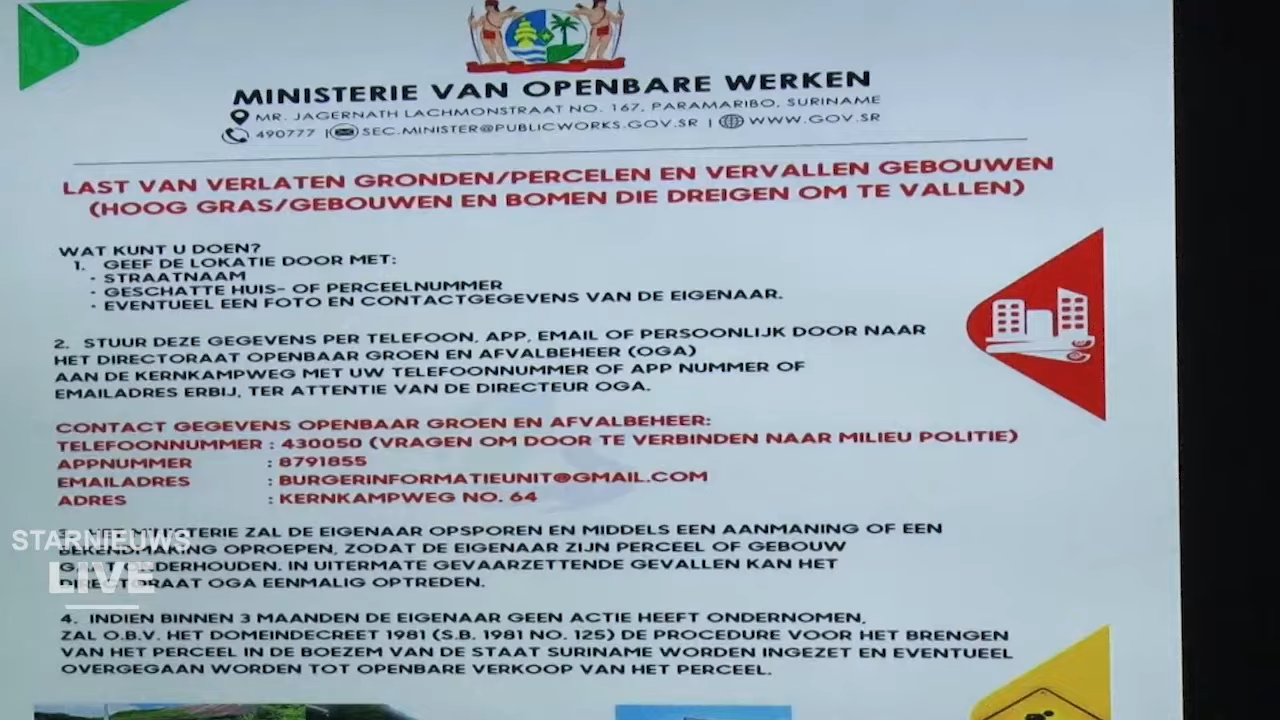 MINISTERIE VAN OPENBARE WERKEN
MR. JAGERNATH LACHMONSTRAAT NO. 167, PARAMARIBO, SURINAME
490777 | SEC.MINISTER@PUBLICWORKS.GOV.SR | WWW.GOV.SR
LAST VAN VERLATEN GRONDEN/PERCELEN EN VERVALLEN GEBOUWEN
(HOOG GRAS/GEBOUWEN EN BOMEN DIE DREIGEN OM TE VALLEN)
WAT KUNT U DOEN?
1. GEEF DE LOKATIE DOOR MET:
- STRAATNAAM
- GESCHATTE HUIS- OF PERCEELNUMMER
- EVENTUEEL EEN FOTO EN CONTACTGEGEVENS VAN DE EIGENAAR.
2. STUUR DEZE GEGEVENS PER TELEFOON, APP, EMAIL OF PERSOONLIJK DOOR NAAR
HET DIRECTORAAT OPENBAAR GROEN EN AFVALBEHEER (OGA)
AAN DE KERNKAMPWEG MET UW TELEFOONNUMMER OF APP NUMMER OF
EMAILADRES ERBIJ, TER ATTENTIE VAN DE DIRECTEUR OGA.
CONTACT GEGEVENS OPENBAAR GROEN EN AFVALBEHEER:
TELEFOONNUMMER : 430050 (VRAGEN OM DOOR TE VERBINDEN NAAR MILIEU POLITIE)
APPNUMMER : 8791855
EMAILADRES : BURGERINFORMATIEUNIT@GMAIL.COM
ADRES : KERNKAMPWEG NO. 64
MINISTERIE ZAL DE EIGENAAR OPSPOREN EN MIDDELS EEN AANMANING OF EEN
BEKENDMAKING OPROEPEN, ZODAT DE EIGENAAR ZIJN PERCEEL OF GEBOUW
IN UITERMATE GEVAARZETTENDE GEVALLEN KAN HET
DIRECTORAAT OGA EENMALIG OPTREDEN.
STARNIEUWS
LIVE
4. INDIEN BINNEN 3 MAANDEN DE EIGENAAR GEEN ACTIE HEEFT ONDERNOMEN,
ZAL O.B.V. HET DOMEINDECREET 1981 (S.B. 1981 NO. 125) DE PROCEDURE VOOR HET BRENGEN
VAN HET PERCEEL IN DE BOEZEM VAN DE STAAT SURINAME WORDEN INGEZET EN EVENTUEEL
OVERGEGAAN WORDEN TOT OPENBARE VERKOOP VAN HET PERCEEL.